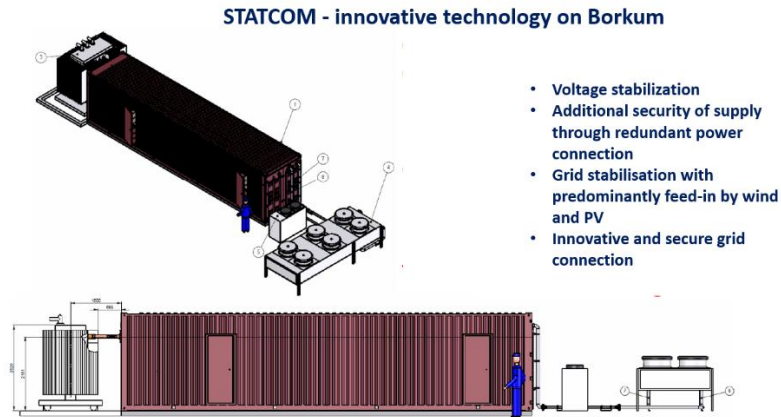 STATCOM - innovative technology on Borkum
• Voltage stabilization
• Additional security of supply
through redundant power
connection
• Grid stabilisation with
predominantly feed-in by wind
and PV
• Innovative and secure grid
connection
4